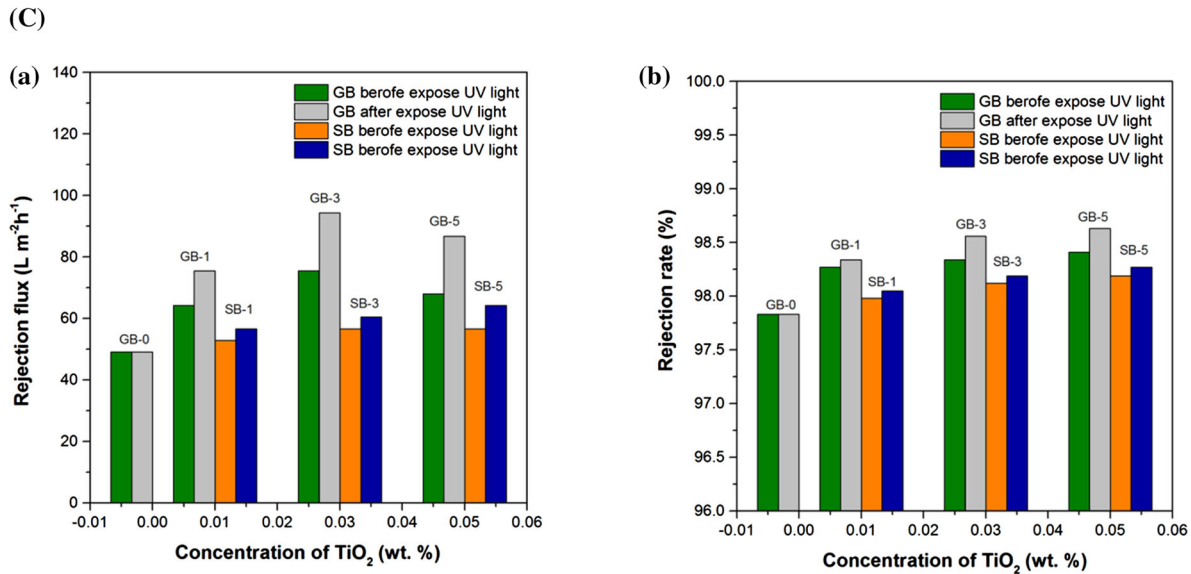 (C)
(a)
140
120
100
80
60
40
20
0
Rejection flux (L m⁻²h⁻¹)
GB berofe expose UV light
GB after expose UV light
SB berofe expose UV light
SB berofe expose UV light
GB-0
GB-1
SB-1
GB-3
SB-3
GB-5
SB-5
-0.01 0.00 0.01 0.02 0.03 0.04 0.05 0.06
Concentration of TiO₂ (wt. %)
(b)
100.0
99.5
99.0
98.5
98.0
97.5
97.0
96.5
96.0
Rejection rate (%)
GB berofe expose UV light
GB after expose UV light
SB berofe expose UV light
SB berofe expose UV light
GB-0
GB-1
SB-1
GB-3
SB-3
GB-5
SB-5
-0.01 0.00 0.01 0.02 0.03 0.04 0.05 0.06
Concentration of TiO₂ (wt. %)